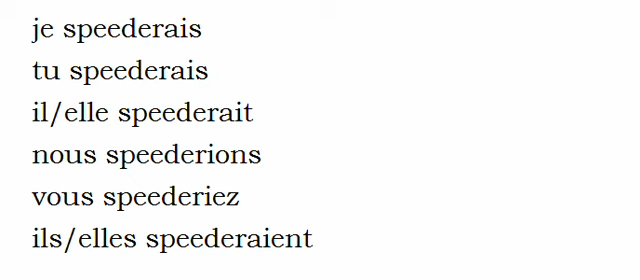 je speederais
tu speederais
il/elle speederait
nous speederions
vous speederiez
ils/elles speederaient